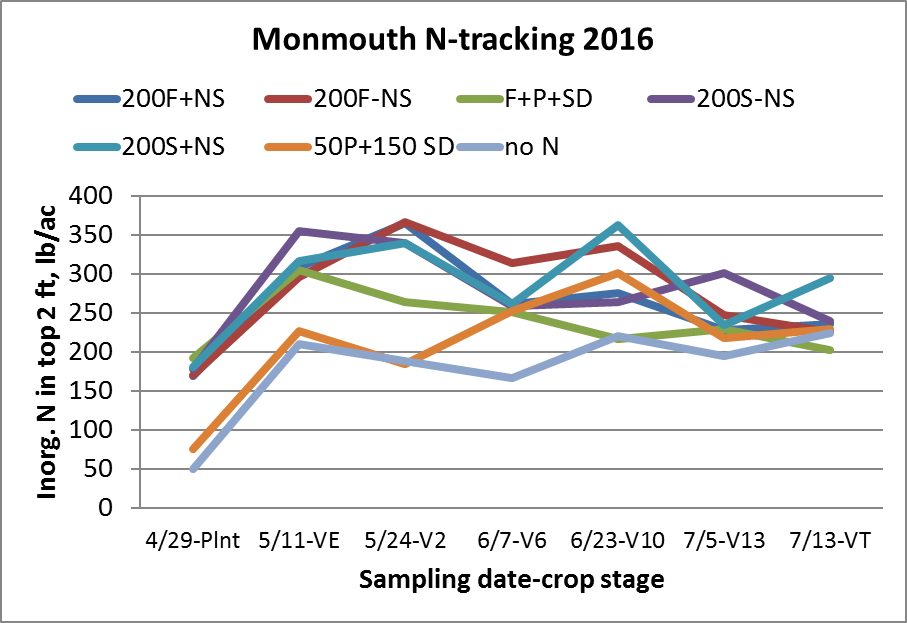 Monmouth N-tracking 2016
200F+NS 200F-NS F+P+SD 200S-NS
200S+NS 50P+150 SD no N
Inorg. N in top 2 ft, lb/ac
400
350
300
250
200
150
100
50
0
4/29-Plnt 5/11-VE 5/24-V2 6/7-V6 6/23-V10 7/5-V13 7/13-VT
Sampling date-crop stage